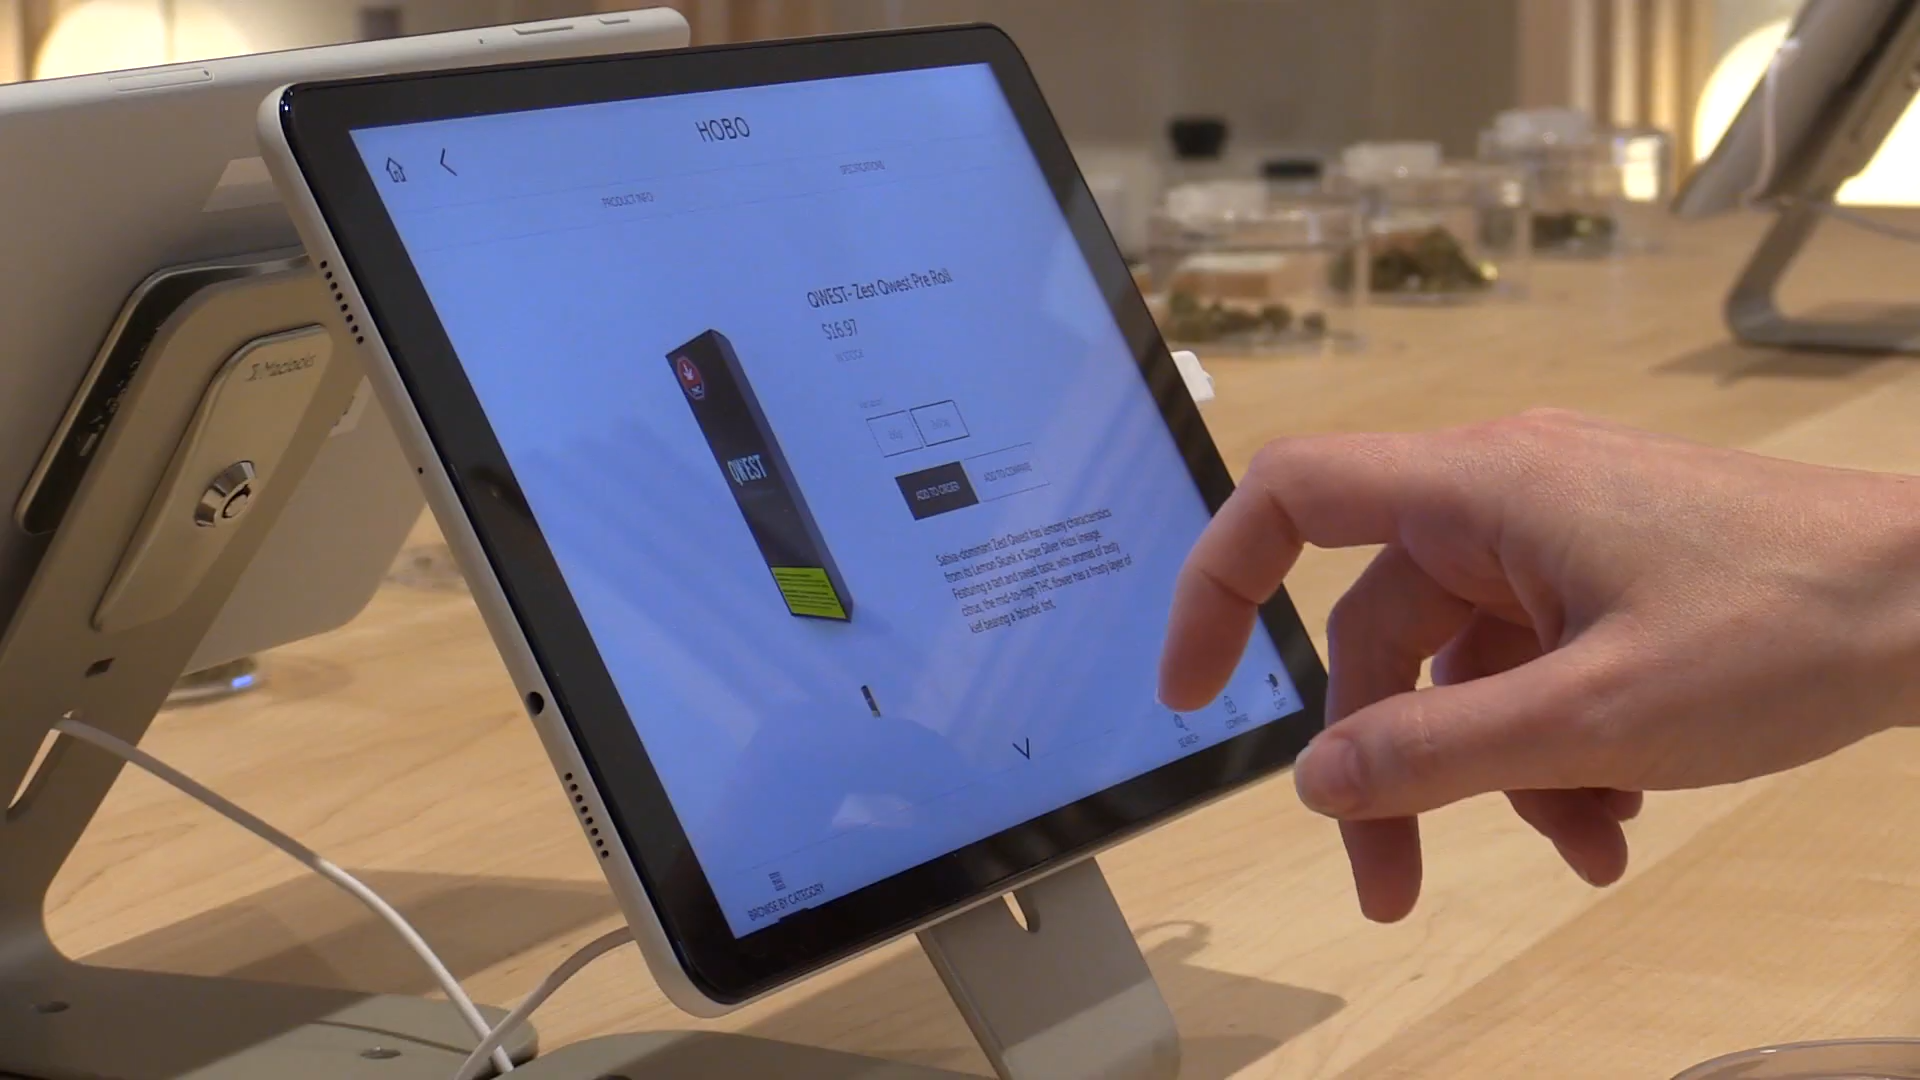 HOBO
PRODUCT INFO
SPECIFICATIONS
QWEST- Zest Qwest Pre Roll
$16.97
IN STOCK
ADD TO ORDER
ADD TO COMPARE
QWEST
Sativa-dominant Zest Qwest has lemony characteristics
from its Lemon Skunk x Super Silver Haze lineage.
Featuring a tart and sweet taste, with aromas of zesty
citrus, the mid-to-high THC flower has a frosty layer of
kief bearing a 'blonde' tint.
SEARCH
COMPARE
CART
BROWSE BY CATEGORY
Maclocks